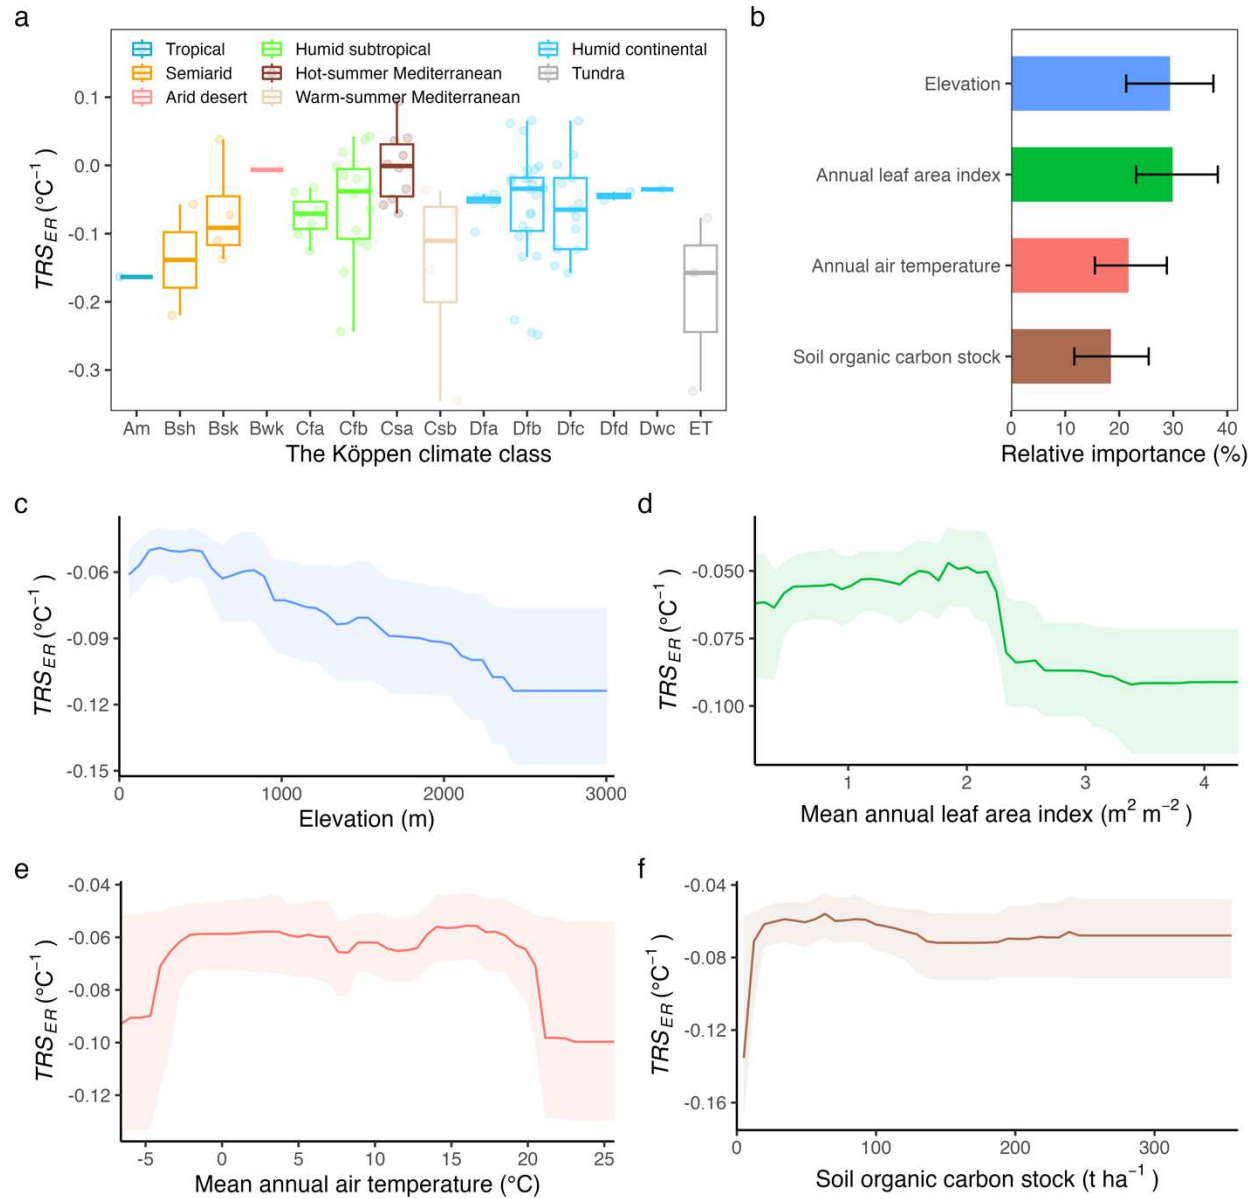 a
Tropical
Semiarid
Arid desert
Humid subtropical
Hot-summer Mediterranean
Warm-summer Mediterranean
Humid continental
Tundra
TRS_ER (°C⁻¹)
0.1
0.0
-0.1
-0.2
-0.3
Am Bsh Bsk Bwk Cfa Cfb Csa Csb Dfa Dfb Dfc Dfd Dwc ET
The Köppen climate class
b
Elevation
Annual leaf area index
Annual air temperature
Soil organic carbon stock
0 10 20 30 40
Relative importance (%)
c
TRS_ER (°C⁻¹)
-0.06
-0.09
-0.12
-0.15
0 1000 2000 3000
Elevation (m)
d
TRS_ER (°C⁻¹)
-0.050
-0.075
-0.100
1 2 3 4
Mean annual leaf area index (m² m⁻² )
e
TRS_ER (°C⁻¹)
-0.04
-0.06
-0.08
-0.10
-0.12
-5 0 5 10 15 20 25
Mean annual air temperature (°C)
f
TRS_ER (°C⁻¹)
-0.04
-0.08
-0.12
-0.16
0 100 200 300
Soil organic carbon stock (t ha⁻¹ )